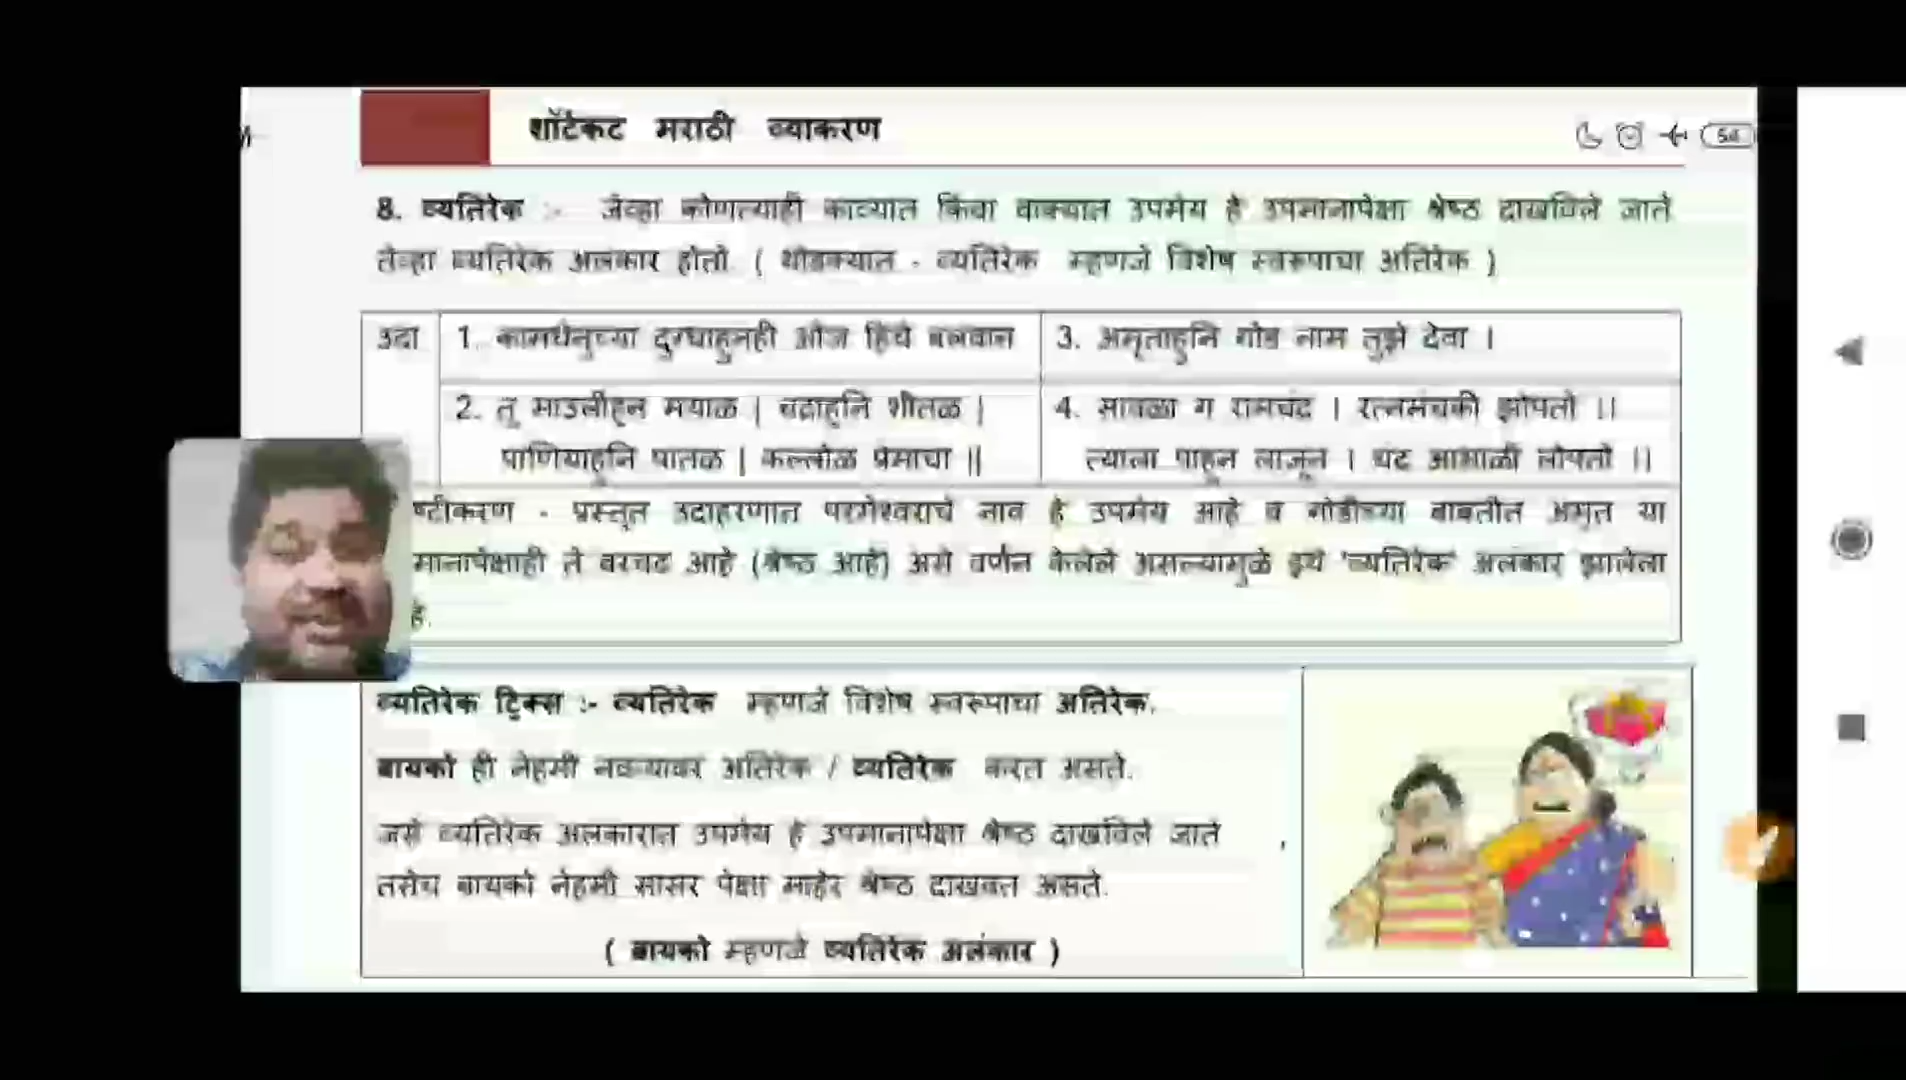 शॉर्टकट मराठी व्याकरण
54
8. व्यतिरेक :- जेव्हा कोणत्याही काव्यात किंवा वाक्यात उपमेय हे उपमानापेक्षा श्रेष्ठ दाखविले जाते
तेव्हा व्यतिरेक अलंकार होतो. ( थोडक्यात - व्यतिरेक म्हणजे विशेष स्वरूपाचा अतिरेक )
उदा
1. कामधेनुच्या दुग्धाहुनही ओज हिचे बलवान
3. अमृताहुनि गोड नाम तुझे देवा ।
2. तू माउलीहून मयाळ | चंद्राहुनि शीतळ |
पाणियाहुनि पातळ | कल्लोळ प्रेमाचा ||
4. सावळा ग रामचंद्र । रत्नमंचकी झोपतो ।।
त्याला पाहून लाजून । चंद्र आभाळी लोपतो ।।
ष्टीकरण - प्रस्तुत उदाहरणात परमेश्वराचे नाव हे उपमेय आहे व गोडीच्या बाबतीत अमृत या
मानापेक्षाही ते वरचढ आहे (श्रेष्ठ आहे) असे वर्णन केलेले असल्यामुळे इथे 'व्यतिरेक' अलंकार झालेला
हे.
व्यतिरेक ट्रिक्स :- व्यतिरेक म्हणजे विशेष स्वरूपाचा अतिरेक.
बायको ही नेहमी नवऱ्यावर अतिरेक / व्यतिरेक करत असते.
जसे व्यतिरेक अलंकारात उपमेय हे उपमानापेक्षा श्रेष्ठ दाखविले जाते
तसेच बायको नेहमी सासर पेक्षा माहेर श्रेष्ठ दाखवत असते.
( बायको म्हणजे व्यतिरेक अलंकार )